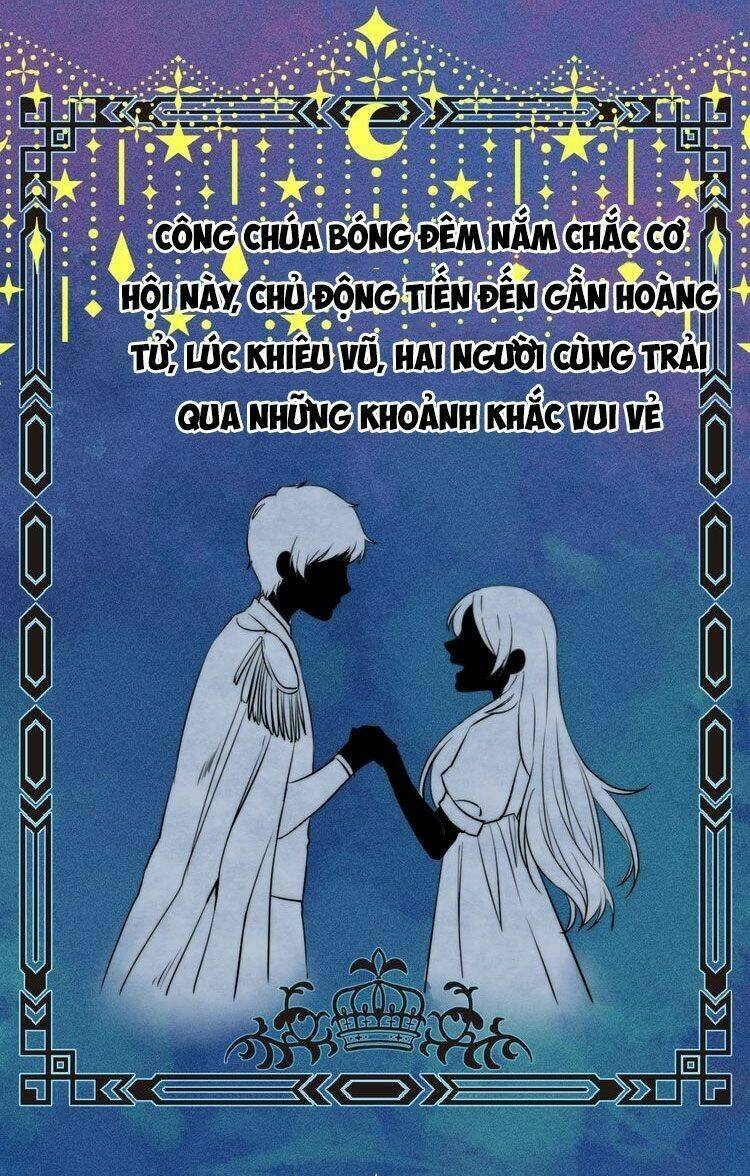 CÔNG CHÚA BÓNG ĐÊM NẮM CHẮC CƠ
HỘI NÀY, CHỦ ĐỘNG TIẾN ĐẾN GẦN HOÀNG
TỬ, LÚC KHIÊU VŨ, HAI NGƯỜI CÙNG TRẢI
QUA NHỮNG KHOẢNH KHẮC VUI VẺ